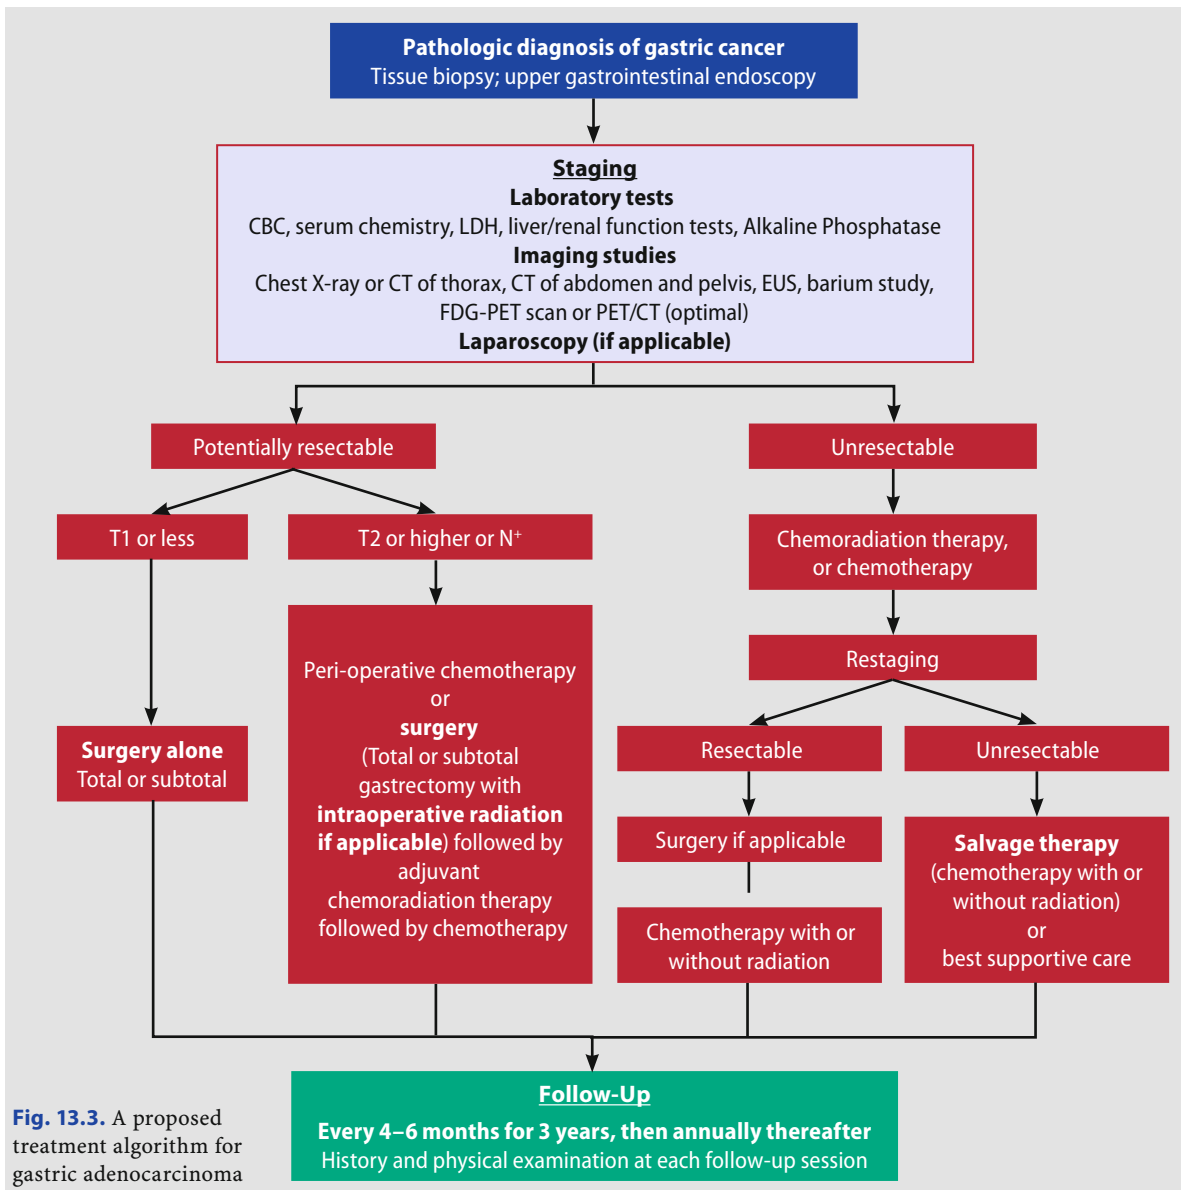 Pathologic diagnosis of gastric cancer
Tissue biopsy; upper gastrointestinal endoscopy
Staging
Laboratory tests
CBC, serum chemistry, LDH, liver/renal function tests, Alkaline Phosphatase
Imaging studies
Chest X-ray or CT of thorax, CT of abdomen and pelvis, EUS, barium study,
FDG-PET scan or PET/CT (optimal)
Laparoscopy (if applicable)
Potentially resectable
Unresectable
T1 or less
T2 or higher or N⁺
Chemoradiation therapy,
or chemotherapy
Restaging
Surgery alone
Total or subtotal
Peri-operative chemotherapy
or
surgery
(Total or subtotal
gastrectomy with
intraoperative radiation
if applicable) followed by
adjuvant
chemoradiation therapy
followed by chemotherapy
Resectable
Unresectable
Surgery if applicable
Chemotherapy with or
without radiation
Salvage therapy
(chemotherapy with or
without radiation)
or
best supportive care
Follow-Up
Every 4–6 months for 3 years, then annually thereafter
History and physical examination at each follow-up session
Fig. 13.3. A proposed
treatment algorithm for
gastric adenocarcinoma